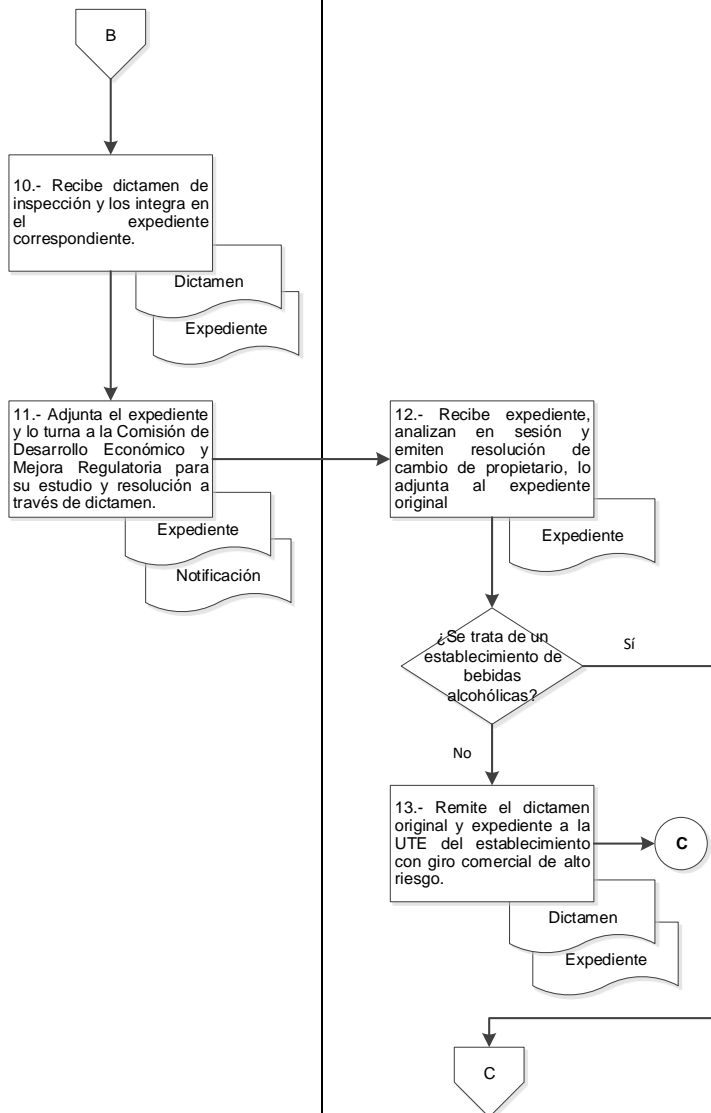 B
10.- Recibe dictamen de
inspección y los integra en
el expediente
correspondiente.
Dictamen
Expediente
11.- Adjunta el expediente
y lo turna a la Comisión de
Desarrollo Económico y
Mejora Regulatoria para
su estudio y resolución a
través de dictamen.
Expediente
Notificación
12.- Recibe expediente,
analizan en sesión y
emiten resolución de
cambio de propietario, lo
adjunta al expediente
original
Expediente
¿Se trata de un
establecimiento de
bebidas
alcohólicas?
Sí
No
13.- Remite el dictamen
original y expediente a la
UTE del establecimiento
con giro comercial de alto
riesgo.
C
Dictamen
Expediente
C